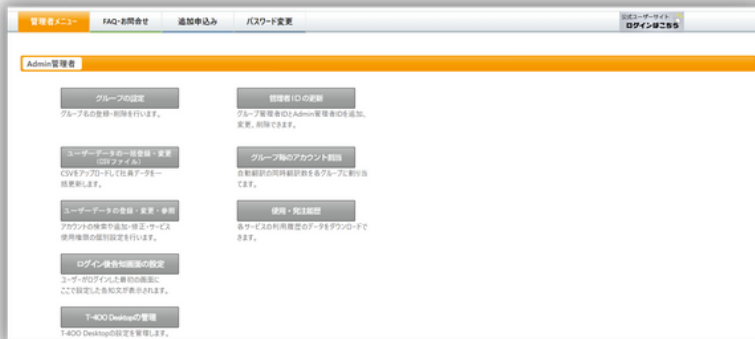 管理者メニュー
FAQ・お問合せ
追加申込み
パスワード変更
公式ユーザーサイト
ログインはこちら
Admin管理者
グループの設定
グループ名の登録・削除を行います。
管理者IDの更新
グループ管理者IDとAdmin管理者IDを追加、
変更、削除できます。
ユーザーデータの一括登録・変更
(CSVファイル)
CSVをアップロードして社員データを一
括更新します。
グループ毎のアカウント割当
自動翻訳の同時翻訳数を各グループに割り当
てます。
ユーザーデータの登録・変更・参照
アカウントの検索や追加・修正・サービス
使用権限の個別設定を行います。
使用・発注履歴
各サービスの利用履歴のデータをダウンロードで
きます。
ログイン後告知画面の設定
ユーザーがログインした最初の画面に
ここで設定した告知文が表示されます。
T-4OO Desktopの管理
T-4OO Desktopの設定を管理します。